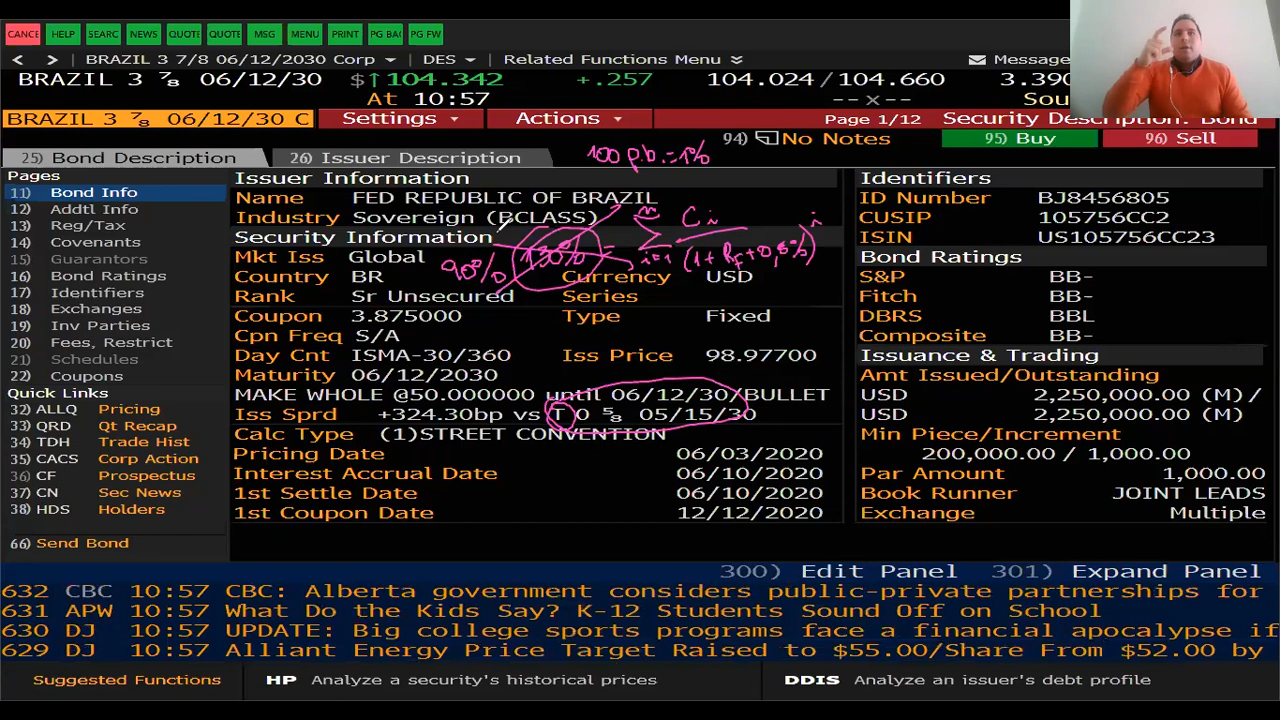 CANC HELP SEARC NEWS QUOTE QUOTE MSG MENU PRINT PG BAC PG FW
< > BRAZIL 3 7/8 06/12/2030 Corp DES Related Functions Menu Message
BRAZIL 3 ⅞ 06/12/30 $↑104.342 +.257 104.024/104.660 3.390
At 10:57 --x-- Sou
BRAZIL 3 ⅞ 06/12/30 C Settings Actions Page 1/12 Security Description: Bond
94) No Notes 95) Buy 96) Sell
25) Bond Description 26) Issuer Description
100 p.b. = 1%
Pages
11) Bond Info
12) Addtl Info
13) Reg/Tax
14) Covenants
15) Guarantors
16) Bond Ratings
17) Identifiers
18) Exchanges
19) Inv Parties
20) Fees, Restrict
21) Schedules
22) Coupons
Quick Links
32) ALLQ Pricing
33) QRD Qt Recap
34) TDH Trade Hist
35) CACS Corp Action
36) CF Prospectus
37) CN Sec News
38) HDS Holders
66) Send Bond
Issuer Information
Name FED REPUBLIC OF BRAZIL
Industry Sovereign (BCLASS)
Security Information
Mkt Iss Global
Country BR Currency USD
Rank Sr Unsecured Series
Coupon 3.875000 Type Fixed
Cpn Freq S/A
Day Cnt ISMA-30/360 Iss Price 98.97700
Maturity 06/12/2030
MAKE WHOLE @50.000000 until 06/12/30/BULLET
Iss Sprd +324.30bp vs T 0 ⅝ 05/15/30
Calc Type (1)STREET CONVENTION
Pricing Date 06/03/2020
Interest Accrual Date 06/10/2020
1st Settle Date 06/10/2020
1st Coupon Date 12/12/2020
90%
Identifiers
ID Number BJ8456805
CUSIP 105756CC2
ISIN US105756CC23
Bond Ratings
S&P BB-
Fitch BB-
DBRS BBL
Composite BB-
Issuance & Trading
Amt Issued/Outstanding
USD 2,250,000.00 (M) /
USD 2,250,000.00 (M)
Min Piece/Increment
200,000.00 / 1,000.00
Par Amount 1,000.00
Book Runner JOINT LEADS
Exchange Multiple
300) Edit Panel 301) Expand Panel
632 CBC 10:57 CBC: Alberta government considers public-private partnerships for
631 APW 10:57 What Do the Kids Say? K-12 Students Sound Off on School
630 DJ 10:57 UPDATE: Big college sports programs face a financial apocalypse if
629 DJ 10:57 Alliant Energy Price Target Raised to $55.00/Share From $52.00 by
Suggested Functions HP Analyze a security's historical prices DDIS Analyze an issuer's debt profile